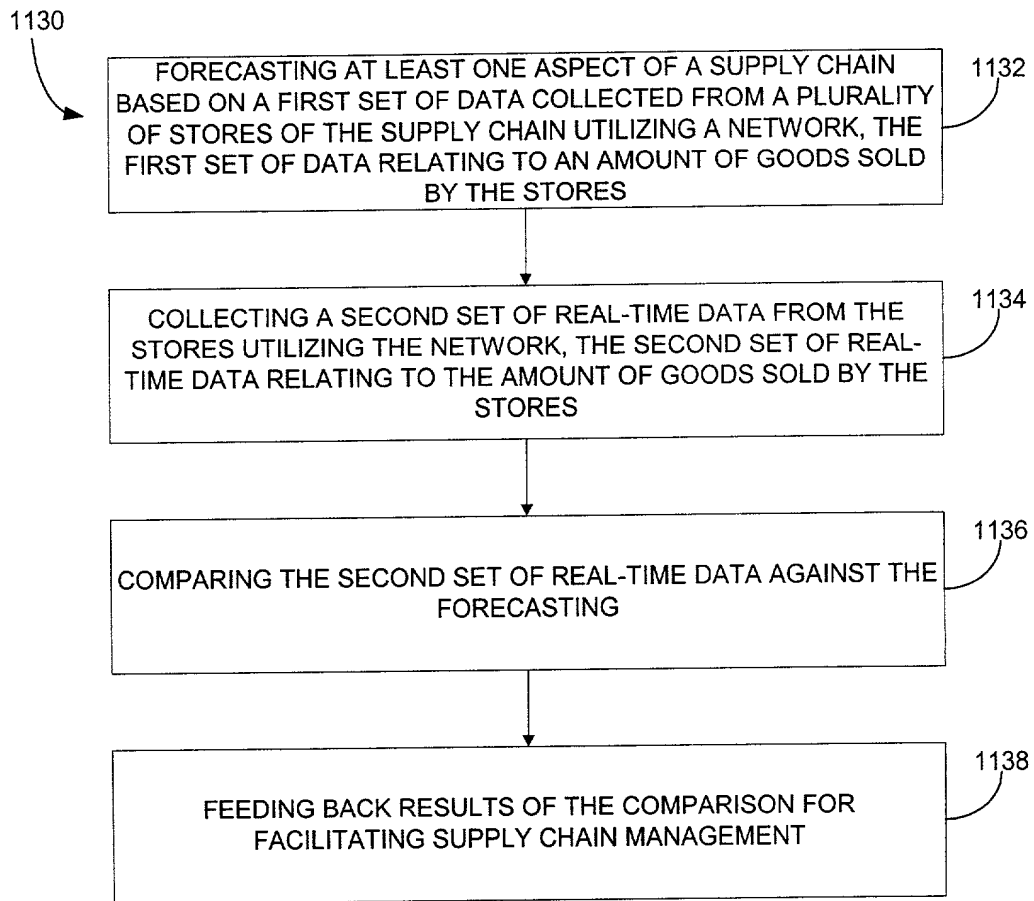 1130
FORECASTING AT LEAST ONE ASPECT OF A SUPPLY CHAIN
BASED ON A FIRST SET OF DATA COLLECTED FROM A PLURALITY
OF STORES OF THE SUPPLY CHAIN UTILIZING A NETWORK, THE
FIRST SET OF DATA RELATING TO AN AMOUNT OF GOODS SOLD
BY THE STORES
1132
COLLECTING A SECOND SET OF REAL-TIME DATA FROM THE
STORES UTILIZING THE NETWORK, THE SECOND SET OF REAL-
TIME DATA RELATING TO THE AMOUNT OF GOODS SOLD BY THE
STORES
1134
COMPARING THE SECOND SET OF REAL-TIME DATA AGAINST THE
FORECASTING
1136
FEEDING BACK RESULTS OF THE COMPARISON FOR
FACILITATING SUPPLY CHAIN MANAGEMENT
1138